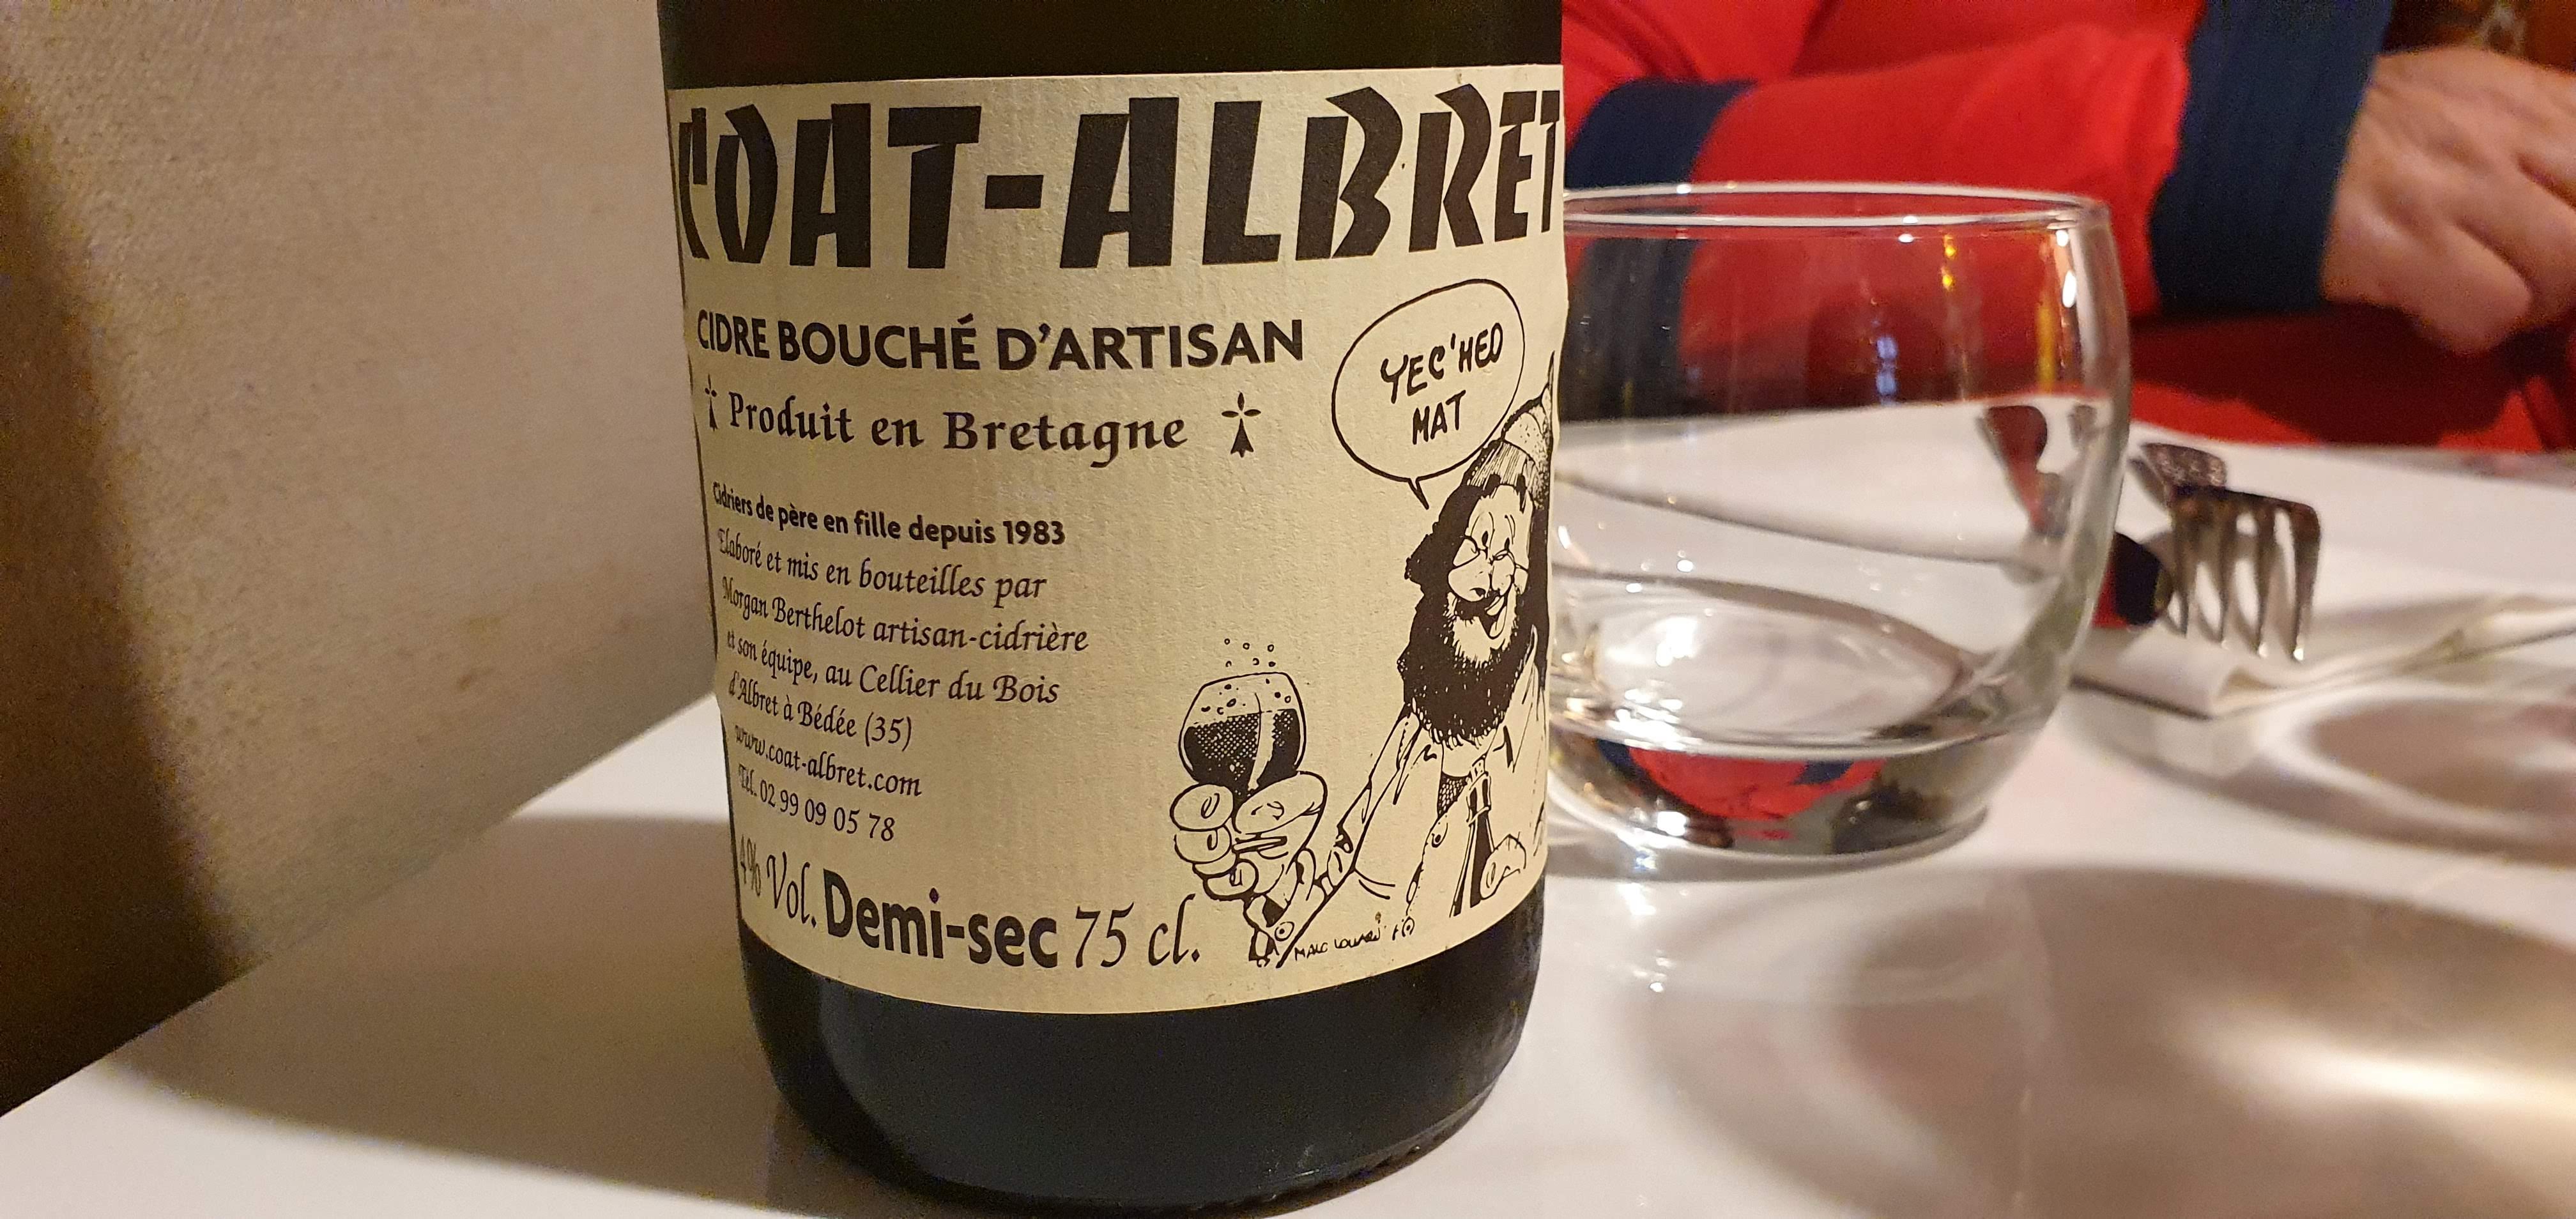 COAT-ALBRET
CIDRE BOUCHÉ D'ARTISAN
Produit en Bretagne
YEC'HED
MAT
Cidriers de père en fille depuis 1983
Elaboré et mis en bouteilles par
Morgan Berthelot artisan-cidrière
et son équipe, au Cellier du Bois
d'Albret à Bédée (35)
www.coat-albret.com
Tél. 02 99 09 05 78
4% Vol. Demi-sec 75 cl.